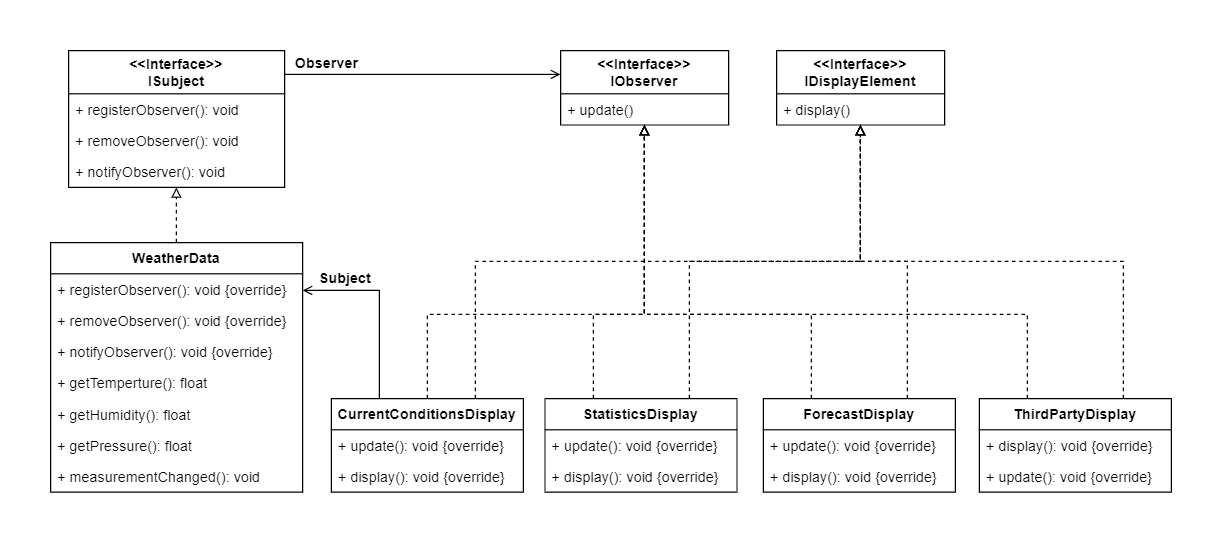 <<Interface>>
ISubject
+ registerObserver(): void
+ removeObserver(): void
+ notifyObserver(): void
Observer
<<Interface>>
IObserver
+ update()
<<Interface>>
IDisplayElement
+ display()
WeatherData
+ registerObserver(): void {override}
+ removeObserver(): void {override}
+ notifyObserver(): void {override}
+ getTemperture(): float
+ getHumidity(): float
+ getPressure(): float
+ measurementChanged(): void
Subject
CurrentConditionsDisplay
+ update(): void {override}
+ display(): void {override}
StatisticsDisplay
+ update(): void {override}
+ display(): void {override}
ForecastDisplay
+ update(): void {override}
+ display(): void {override}
ThirdPartyDisplay
+ display(): void {override}
+ update(): void {override}